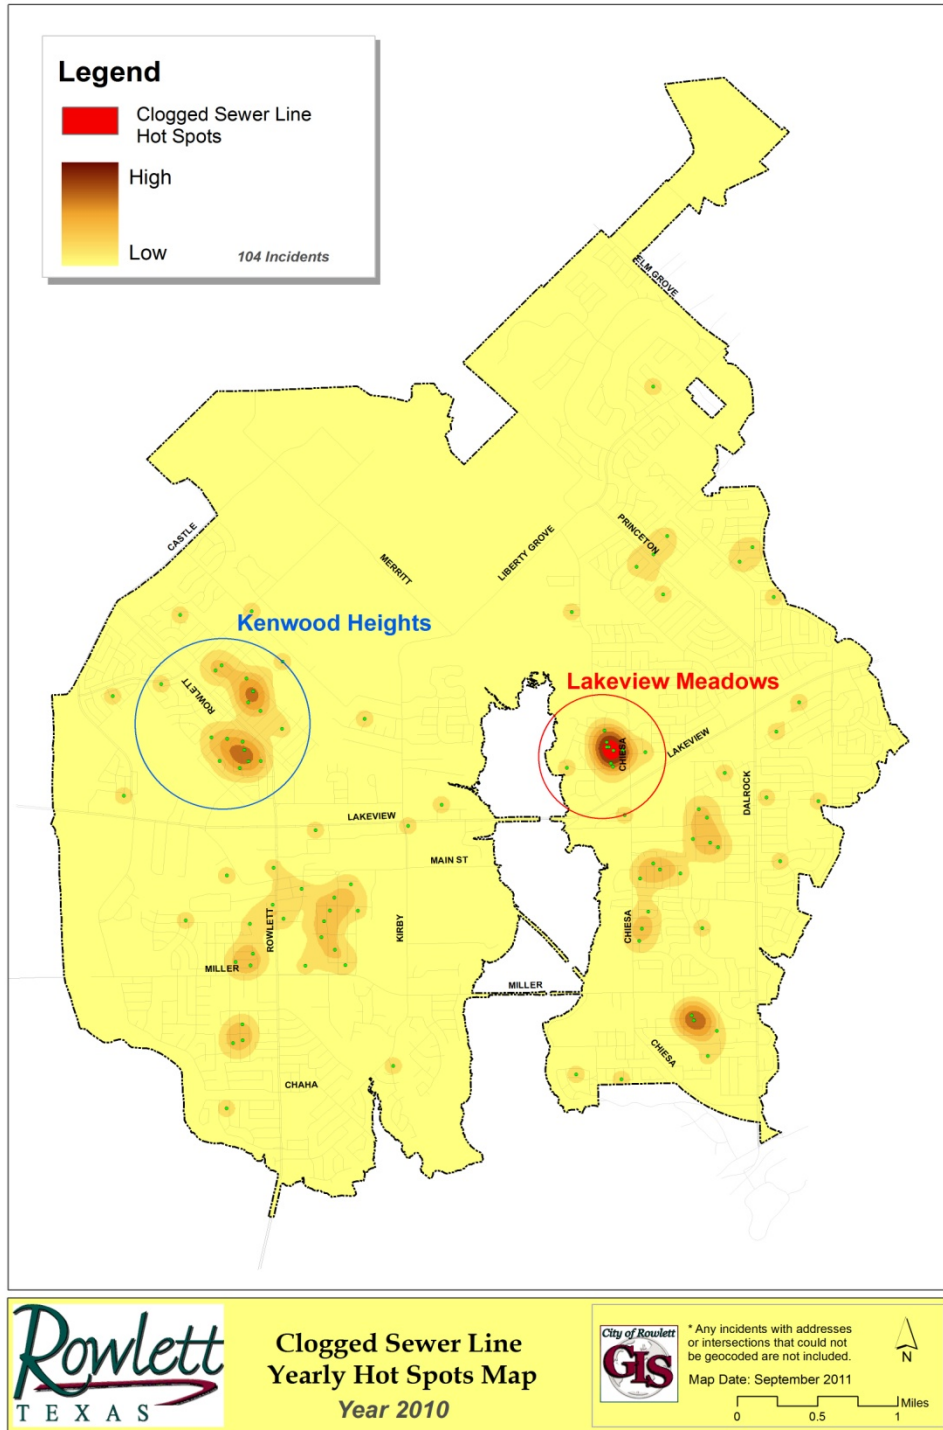 Legend
Clogged Sewer Line
Hot Spots
High
Low
104 Incidents
ELM GROVE
CASTLE
MERRITT
LIBERTY GROVE
PRINCETON
Kenwood Heights
ROWLETT
Lakeview Meadows
CHIESA
LAKEVIEW
DALROCK
LAKEVIEW
MAIN ST
KIRBY
ROWLETT
CHIESA
MILLER
MILLER
CHIESA
CHAHA
Rowlett
TEXAS
Clogged Sewer Line
Yearly Hot Spots Map
Year 2010
City of Rowlett
GIS
* Any incidents with addresses
or intersections that could not
be geocoded are not included.
Map Date: September 2011
N
Miles
0 0.5 1